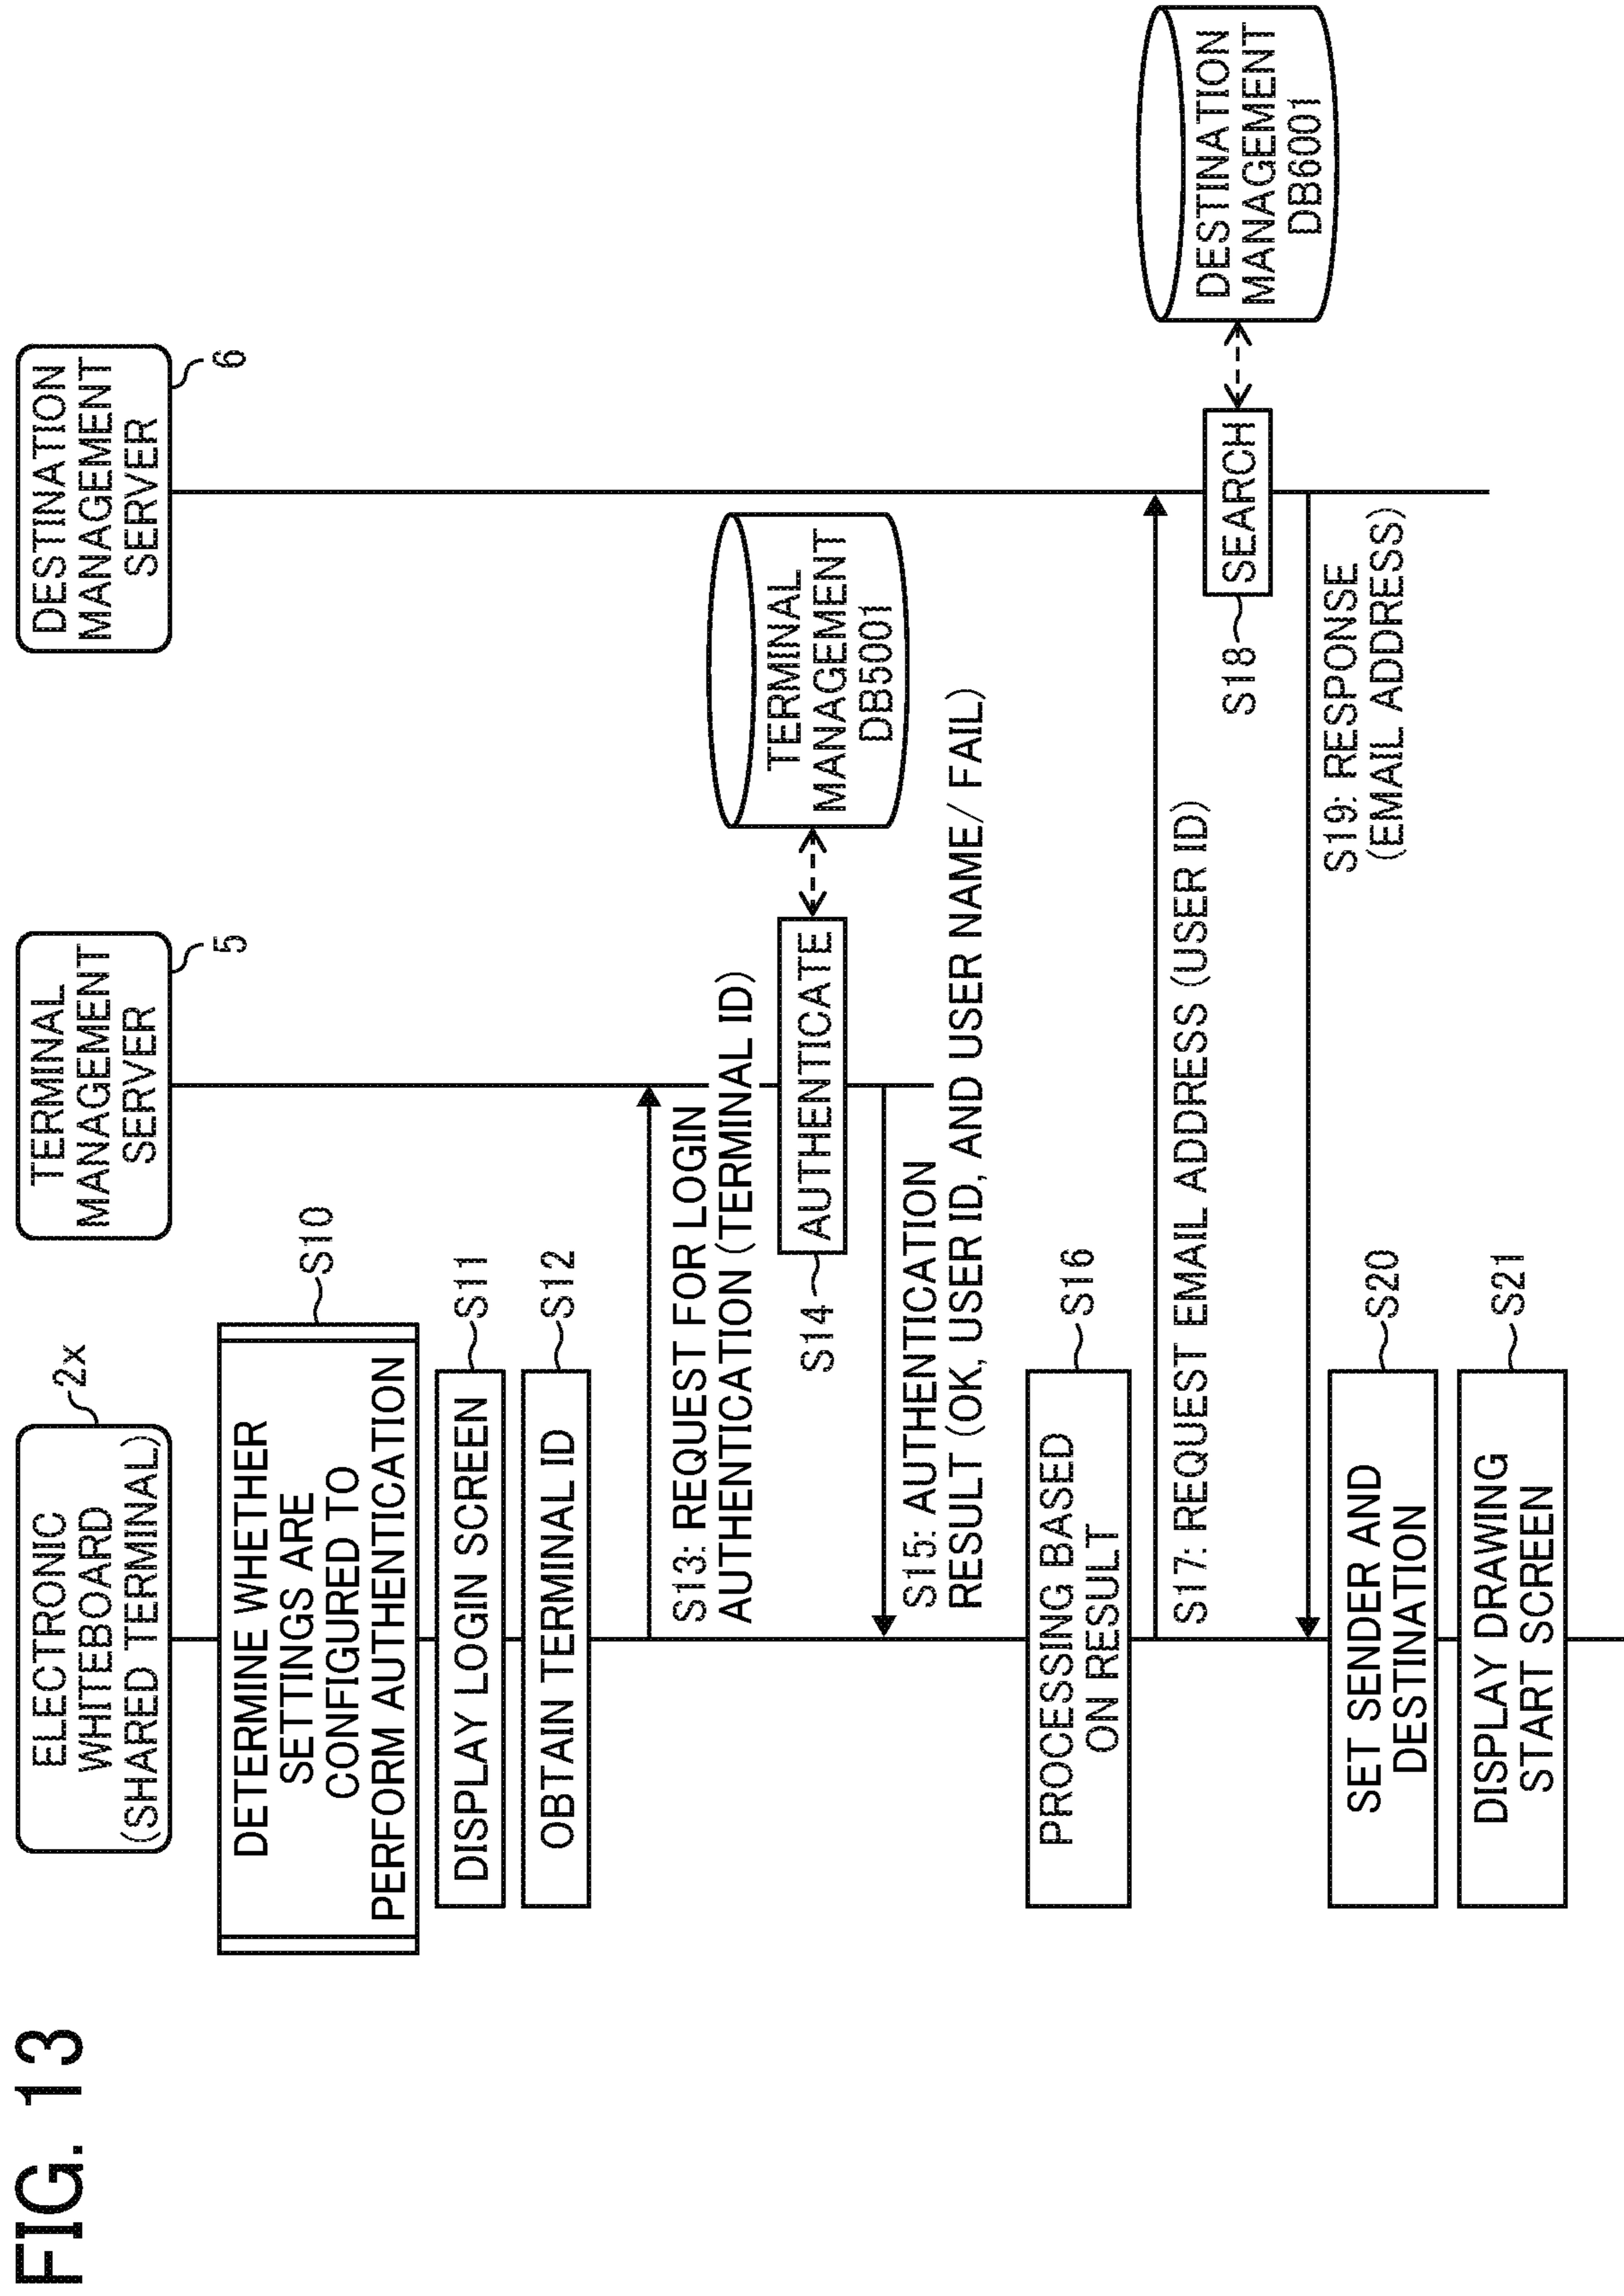 FIG. 13
ELECTRONIC
WHITEBOARD
(SHARED TERMINAL)
2x
TERMINAL
MANAGEMENT
SERVER
5
DESTINATION
MANAGEMENT
SERVER
6
DETERMINE WHETHER
SETTINGS ARE
CONFIGURED TO
PERFORM AUTHENTICATION
S10
DISPLAY LOGIN SCREEN
S11
OBTAIN TERMINAL ID
S12
S13: REQUEST FOR LOGIN
AUTHENTICATION (TERMINAL ID)
S14
AUTHENTICATE
TERMINAL
MANAGEMENT
DB5001
S15: AUTHENTICATION
RESULT (OK, USER ID, AND USER NAME/ FAIL)
PROCESSING BASED
ON RESULT
S16
S17: REQUEST EMAIL ADDRESS (USER ID)
S18
SEARCH
DESTINATION
MANAGEMENT
DB6001
S19: RESPONSE
(EMAIL ADDRESS)
SET SENDER AND
DESTINATION
S20
DISPLAY DRAWING
START SCREEN
S21